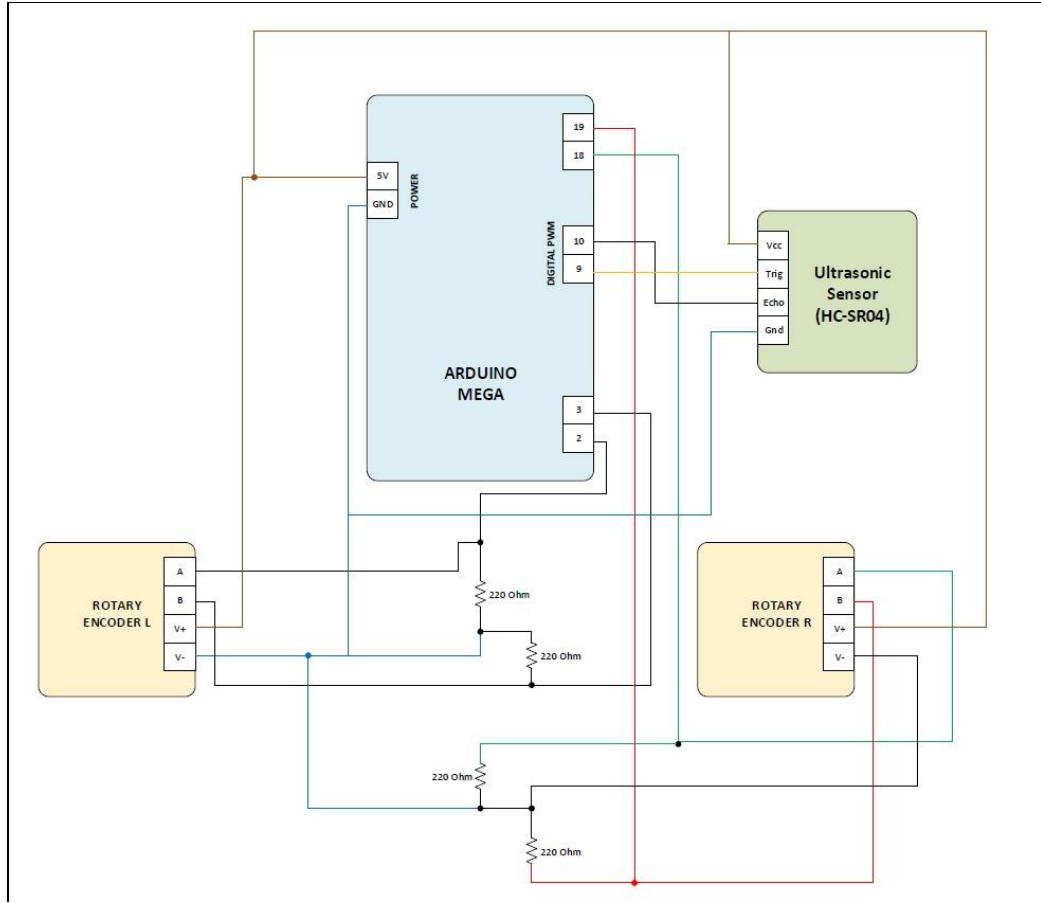 19
18
5V
GND
POWER
10
9
DIGITAL PWM
Vcc
Trig
Echo
Gnd
Ultrasonic
Sensor
(HC-SR04)
ARDUINO
MEGA
3
2
A
B
V+
V-
ROTARY
ENCODER L
220 Ohm
220 Ohm
ROTARY
ENCODER R
A
B
V+
V-
220 Ohm
220 Ohm